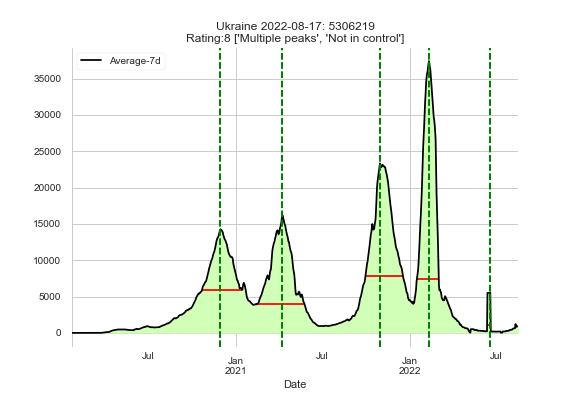 Ukraine 2022-08-17: 5306219
Rating:8 ['Multiple peaks', 'Not in control']
Average-7d
35000
30000
25000
20000
15000
10000
5000
0
Jul
Jan
2021
Jul
Jan
2022
Jul
Date